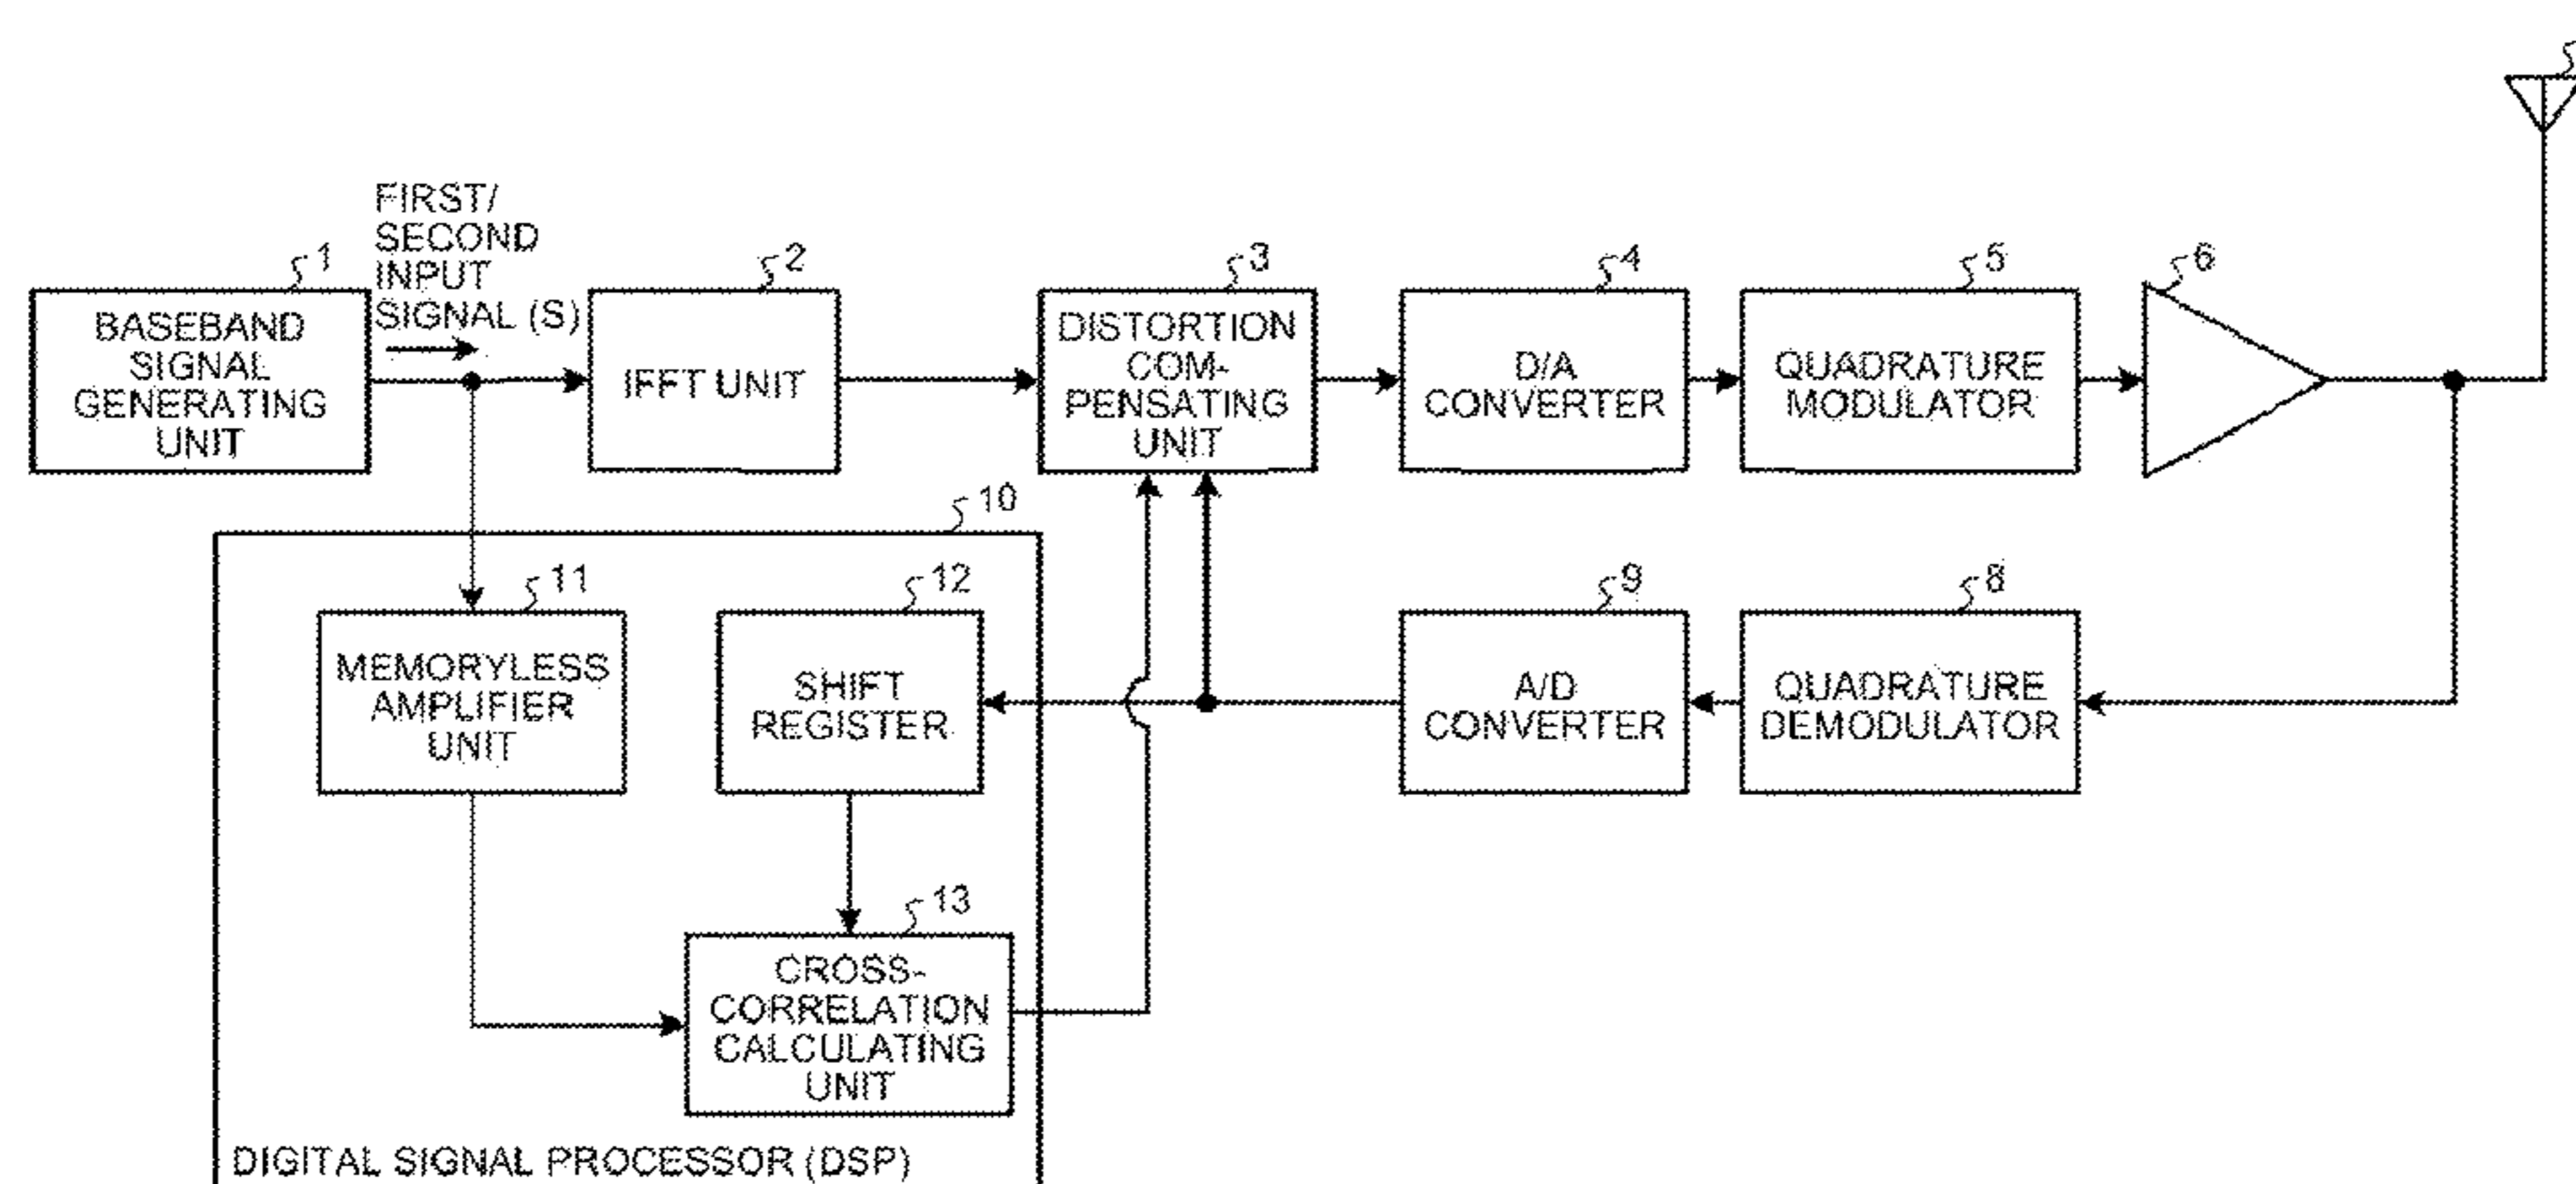 FIRST/
SECOND
INPUT
SIGNAL (S)
1
BASEBAND
SIGNAL
GENERATING
UNIT
2
IFFT UNIT
3
DISTORTION
COM-
PENSATING
UNIT
4
D/A
CONVERTER
5
QUADRATURE
MODULATOR
6
10
11
MEMORYLESS
AMPLIFIER
UNIT
12
SHIFT
REGISTER
9
A/D
CONVERTER
8
QUADRATURE
DEMODULATOR
13
CROSS-
CORRELATION
CALCULATING
UNIT
DIGITAL SIGNAL PROCESSOR (DSP)